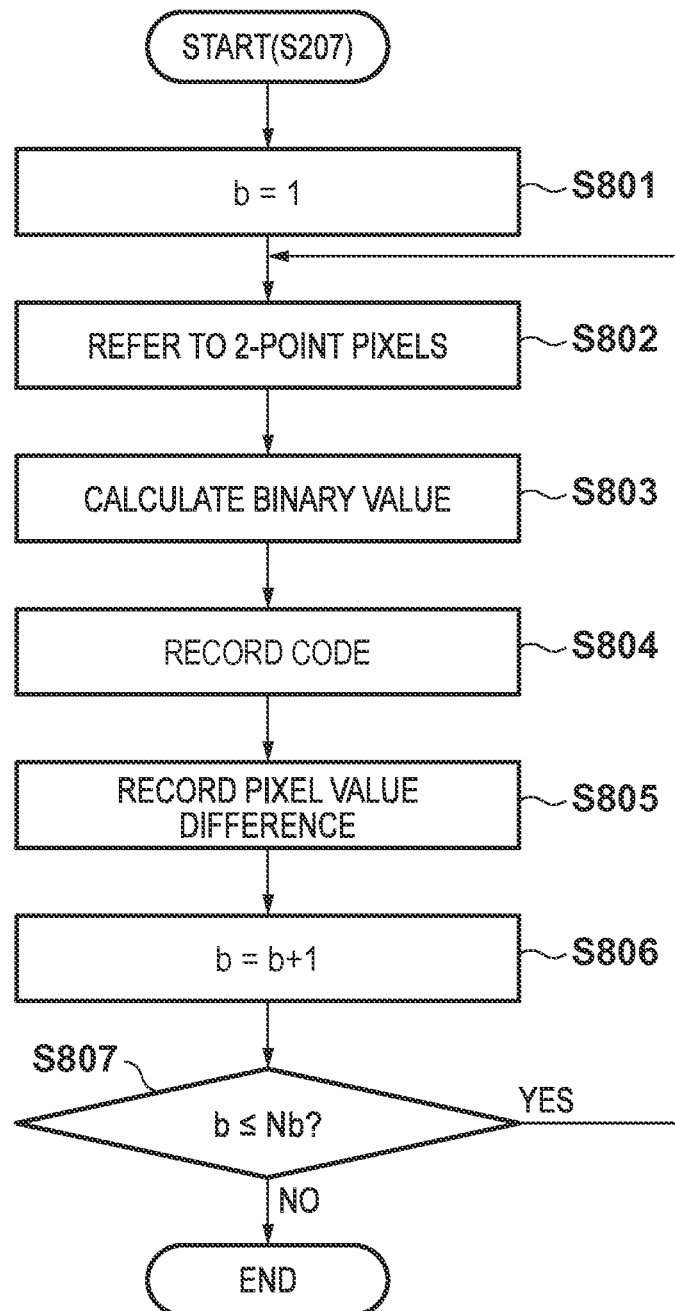 START(S207)
b = 1
S801
REFER TO 2-POINT PIXELS
S802
CALCULATE BINARY VALUE
S803
RECORD CODE
S804
RECORD PIXEL VALUE
DIFFERENCE
S805
b = b+1
S806
S807
b ≤ Nb?
YES
NO
END